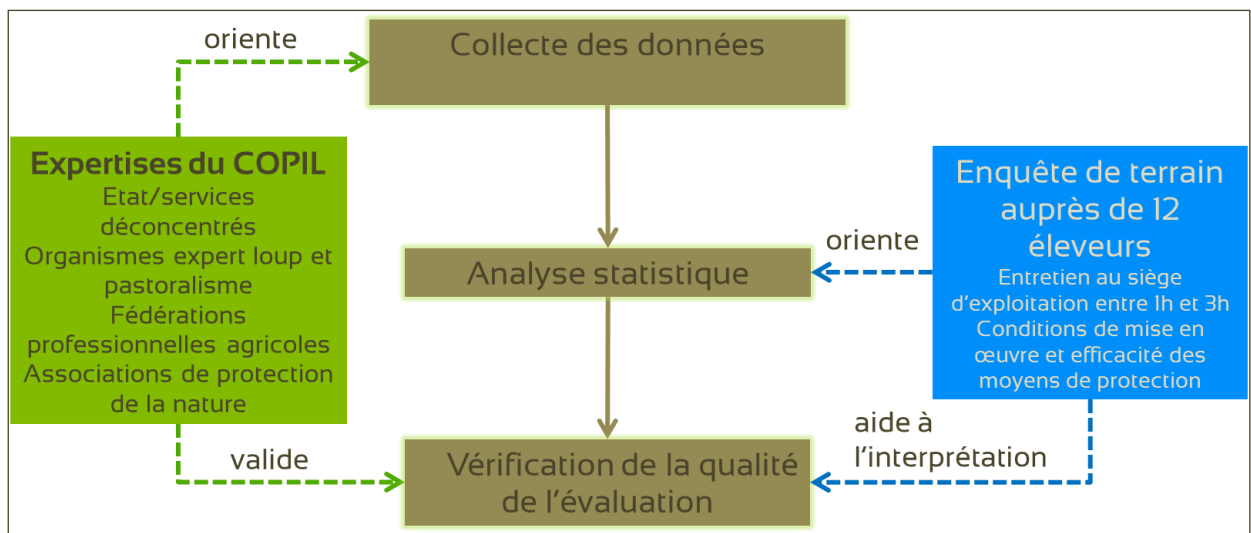 oriente
Collecte des données
Expertises du COPIL
Etat/services
déconcentrés
Organismes expert loup et
pastoralisme
Fédérations
professionnelles agricoles
Associations de protection
de la nature
Enquête de terrain
auprès de 12
éleveurs
Entretien au siège
d'exploitation entre 1h et 3h
Conditions de mise en
œuvre et efficacité des
moyens de protection
oriente
Analyse statistique
valide
Vérification de la qualité
de l'évaluation
aide à
l'interprétation